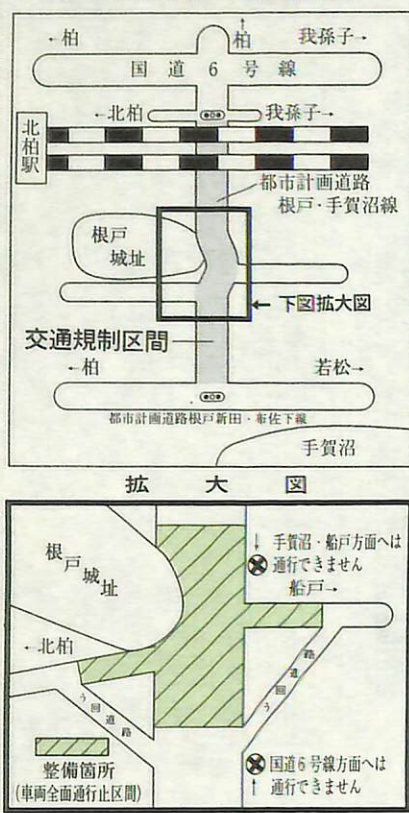 ←柏
↑柏
我孫子→
国道6号線
←北柏
我孫子→
北柏駅
都市計画道路
根戸・手賀沼線
根戸
城址
←下図拡大図
交通規制区間
←柏
若松→
都市計画道路根戸新田・布佐下線
手賀沼
拡大図
根戸城址
↓手賀沼・船戸方面へは
通行できません
船戸→
←北柏
う回道路
う回道路
整備箇所
(車両全面通行止区間)
国道6号線方面へは
↑通行できません